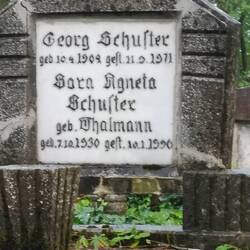 Georg Schuster
geb. 10.4 1904 gest. 21.9.1971
Sara Agneta
Schuster
geb. Thalmann
geb. 7.10.1930 gest. 10.1.1996